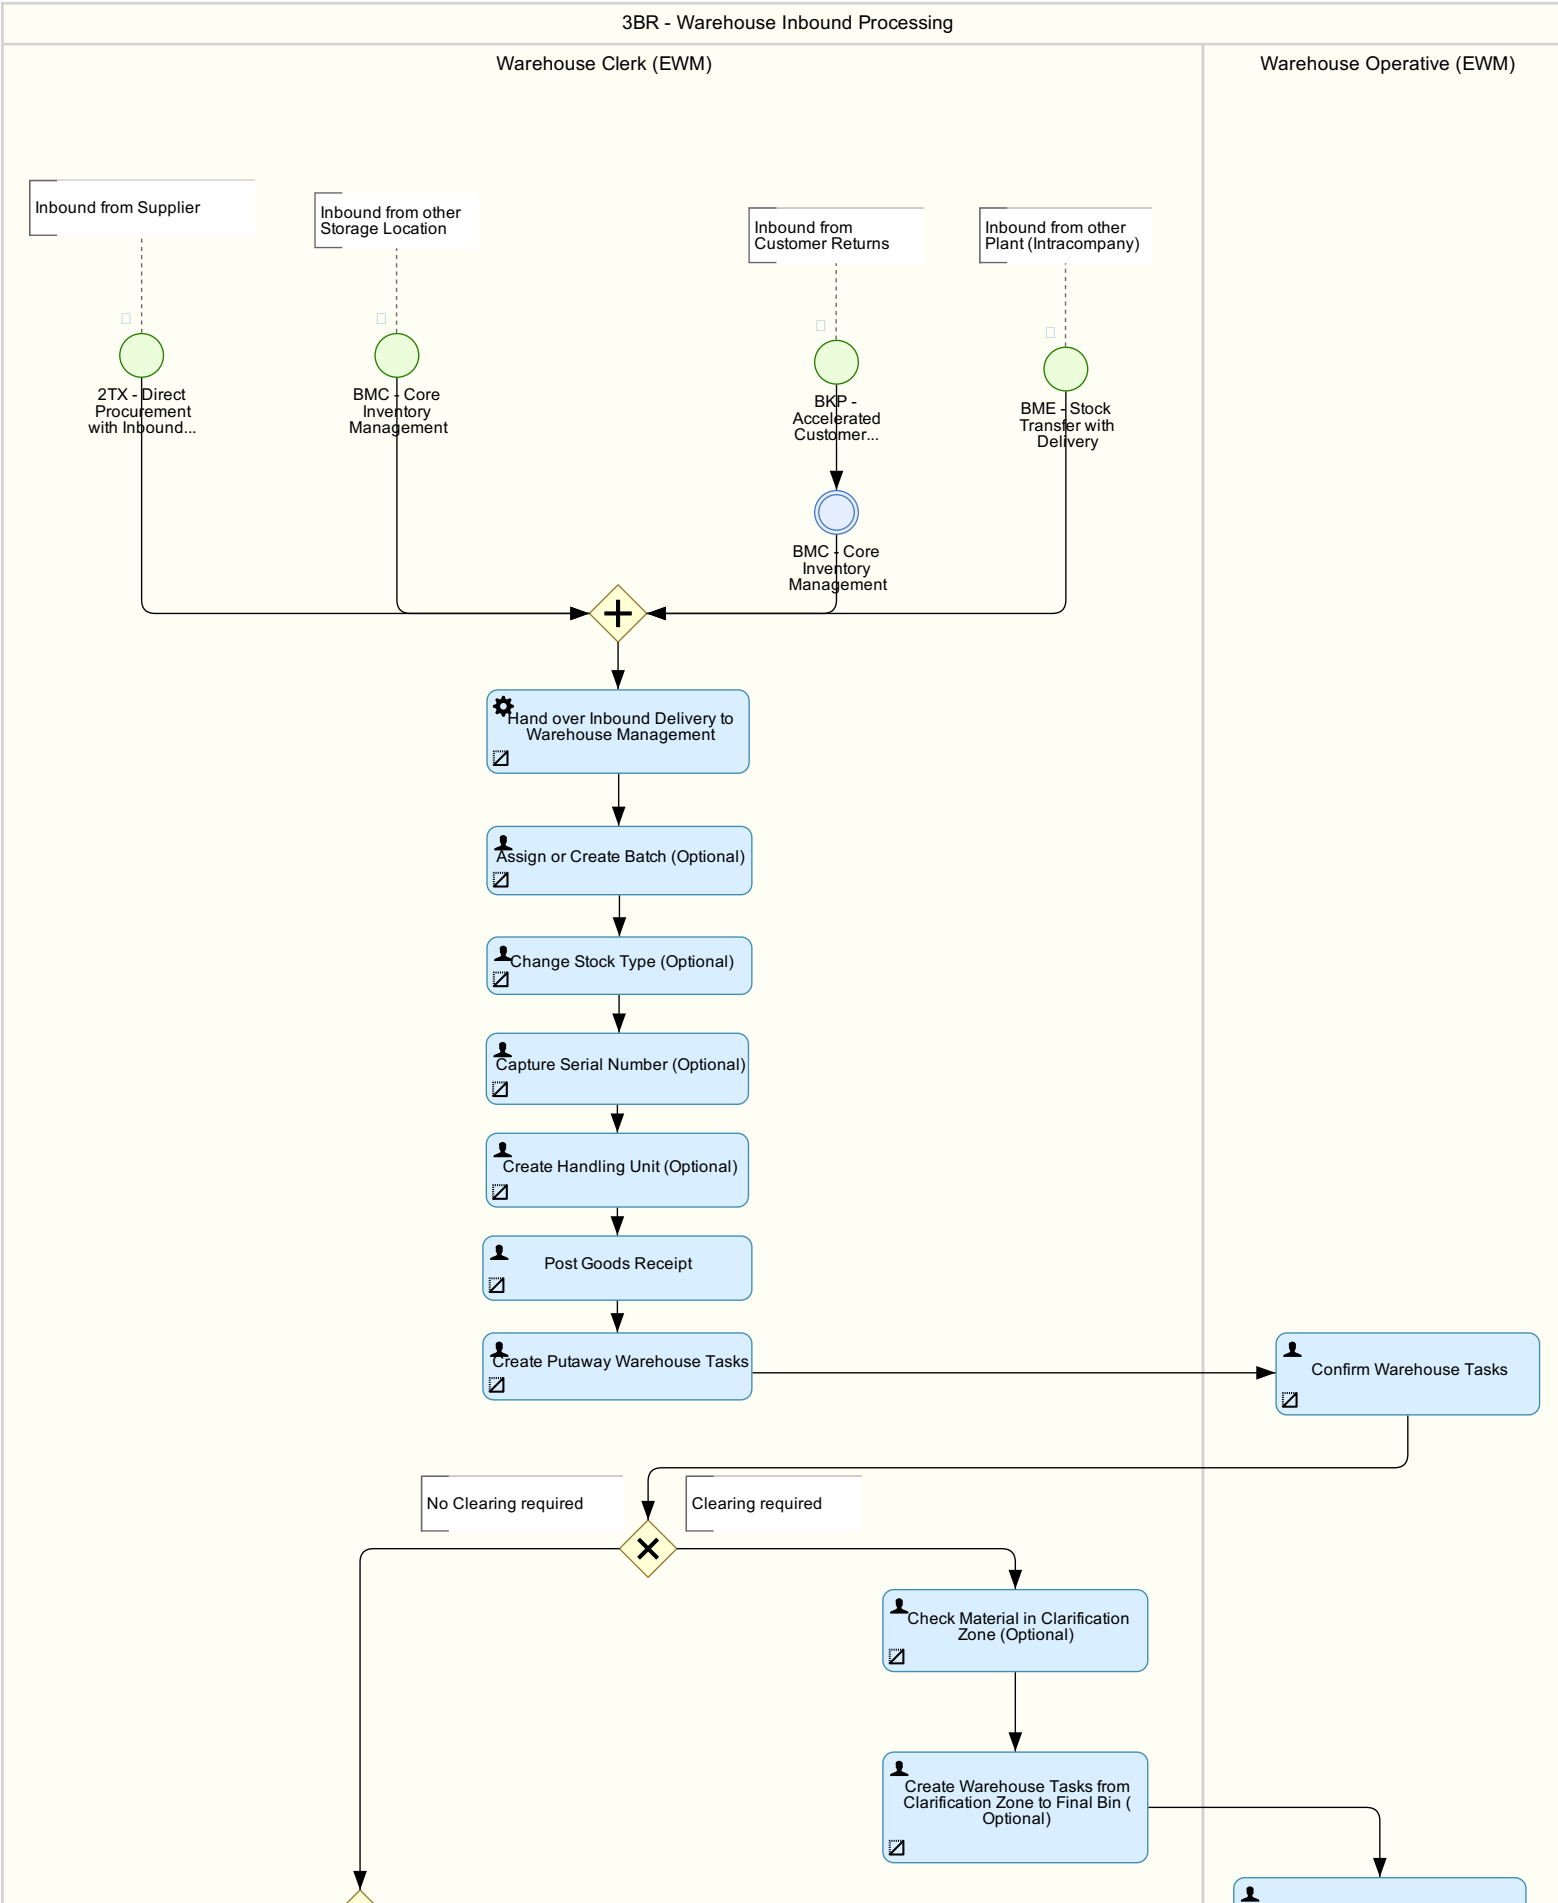 3BR - Warehouse Inbound Processing
Warehouse Clerk (EWM)
Warehouse Operative (EWM)
Inbound from Supplier
Inbound from other
Storage Location
Inbound from
Customer Returns
Inbound from other
Plant (Intracompany)
2TX - Direct
Procurement
with Inbound...
BMC - Core
Inventory
Management
BKP -
Accelerated
Customer...
BME - Stock
Transfer with
Delivery
BMC - Core
Inventory
Management
Hand over Inbound Delivery to
Warehouse Management
Assign or Create Batch (Optional)
Change Stock Type (Optional)
Capture Serial Number (Optional)
Create Handling Unit (Optional)
Post Goods Receipt
Create Putaway Warehouse Tasks
Confirm Warehouse Tasks
No Clearing required
Clearing required
Check Material in Clarification
Zone (Optional)
Create Warehouse Tasks from
Clarification Zone to Final Bin (
Optional)